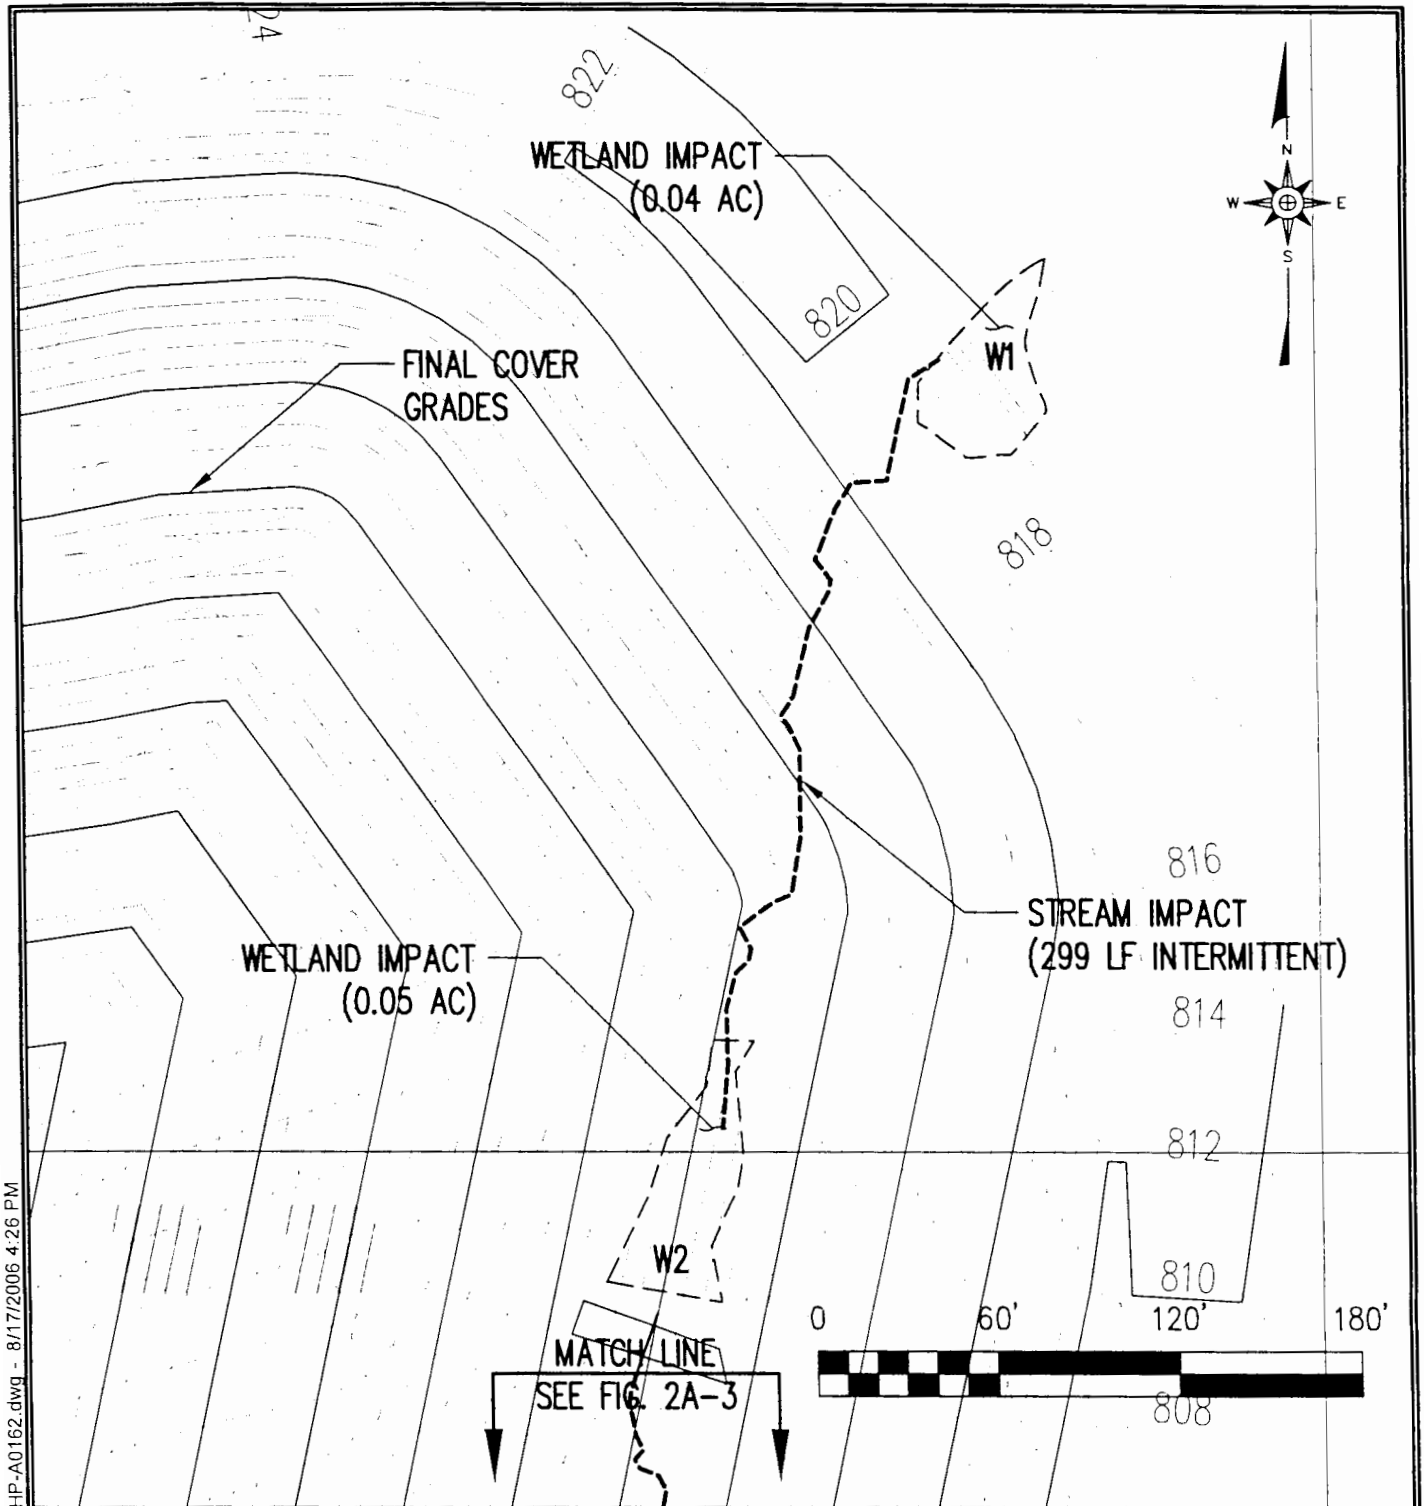 24
822
WETLAND IMPACT
(0.04 AC)
N
W E
S
820
FINAL COVER
GRADES
W1
818
816
STREAM IMPACT
(299 LF INTERMITTENT)
WETLAND IMPACT
(0.05 AC)
814
812
W2
810
0 60' 120' 180'
MATCH LINE
SEE FIG. 2A-3
808
HP-A0162.dwg - 8/17/2006 4:26 PM